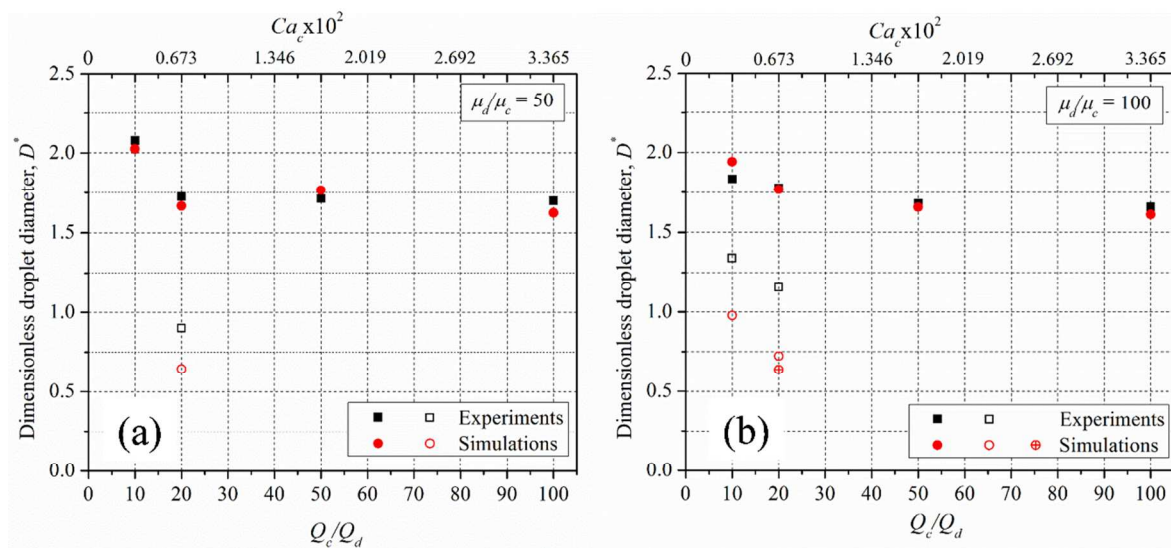 Ca_c x10^2
0 0.673 1.346 2.019 2.692 3.365
2.5
μ_d/μ_c = 50
2.0
1.5
1.0
0.5
0.0
Dimensionless droplet diameter, D^*
(a)
Experiments
Simulations
0 10 20 30 40 50 60 70 80 90 100
Q_c/Q_d
Ca_c x10^2
0 0.673 1.346 2.019 2.692 3.365
2.5
μ_d/μ_c = 100
2.0
1.5
1.0
0.5
0.0
Dimensionless droplet diameter, D^*
(b)
Experiments
Simulations
0 10 20 30 40 50 60 70 80 90 100
Q_c/Q_d